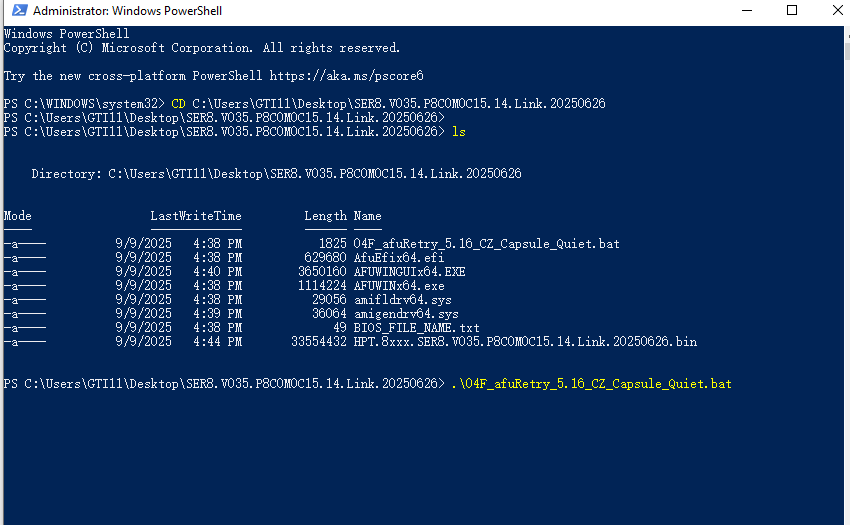 Administrator: Windows PowerShell
Windows PowerShell
Copyright (C) Microsoft Corporation. All rights reserved.
Try the new cross-platform PowerShell https://aka.ms/pscore6
PS C:\WINDOWS\system32> CD C:\Users\GTI11\Desktop\SER8.V035.P8C0M0C15.14.Link.20250626
PS C:\Users\GTI11\Desktop\SER8.V035.P8C0M0C15.14.Link.20250626>
PS C:\Users\GTI11\Desktop\SER8.V035.P8C0M0C15.14.Link.20250626> ls
Directory: C:\Users\GTI11\Desktop\SER8.V035.P8C0M0C15.14.Link.20250626
Mode LastWriteTime Length Name
---- ------------- ------ ----
-a---- 9/9/2025 4:38 PM 1825 04F_afuRetry_5.16_CZ_Capsule_Quiet.bat
-a---- 9/9/2025 4:38 PM 629680 AfuEfix64.efi
-a---- 9/9/2025 4:40 PM 3650160 AFUWINGUIx64.EXE
-a---- 9/9/2025 4:38 PM 1114224 AFUWINx64.exe
-a---- 9/9/2025 4:38 PM 29056 amifldrv64.sys
-a---- 9/9/2025 4:39 PM 36064 amigendrv64.sys
-a---- 9/9/2025 4:38 PM 49 BIOS_FILE_NAME.txt
-a---- 9/9/2025 4:44 PM 33554432 HPT.8xxx.SER8.V035.P8C0M0C15.14.Link.20250626.bin
PS C:\Users\GTI11\Desktop\SER8.V035.P8C0M0C15.14.Link.20250626> .\04F_afuRetry_5.16_CZ_Capsule_Quiet.bat